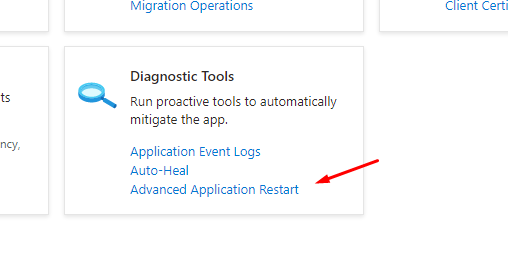 Migration Operations
Client Certi
ts
ncy,
Diagnostic Tools
Run proactive tools to automatically
mitigate the app.
Application Event Logs
Auto-Heal
Advanced Application Restart